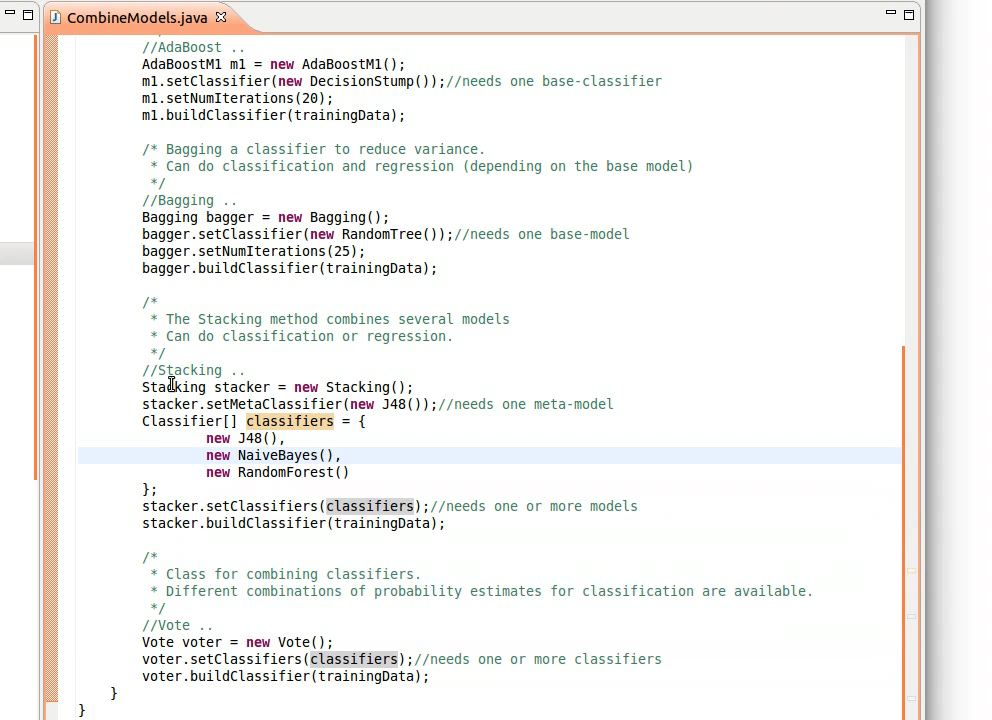 CombineModels.java
//AdaBoost ..
AdaBoostM1 m1 = new AdaBoostM1();
m1.setClassifier(new DecisionStump());//needs one base-classifier
m1.setNumIterations(20);
m1.buildClassifier(trainingData);
/* Bagging a classifier to reduce variance.
* Can do classification and regression (depending on the base model)
*/
//Bagging ..
Bagging bagger = new Bagging();
bagger.setClassifier(new RandomTree());//needs one base-model
bagger.setNumIterations(25);
bagger.buildClassifier(trainingData);
/*
* The Stacking method combines several models
* Can do classification or regression.
*/
//Stacking ..
Stacking stacker = new Stacking();
stacker.setMetaClassifier(new J48());//needs one meta-model
Classifier[] classifiers = {
new J48(),
new NaiveBayes(),
new RandomForest()
};
stacker.setClassifiers(classifiers);//needs one or more models
stacker.buildClassifier(trainingData);
/*
* Class for combining classifiers.
* Different combinations of probability estimates for classification are available.
*/
//Vote ..
Vote voter = new Vote();
voter.setClassifiers(classifiers);//needs one or more classifiers
voter.buildClassifier(trainingData);
}
}